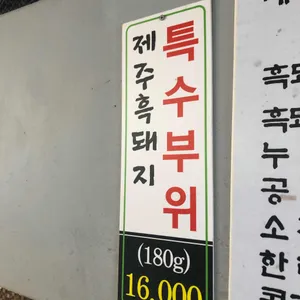 제주흑돼지
특수부위
(180g)
16,000
흑돼
흑
누
공
소
한